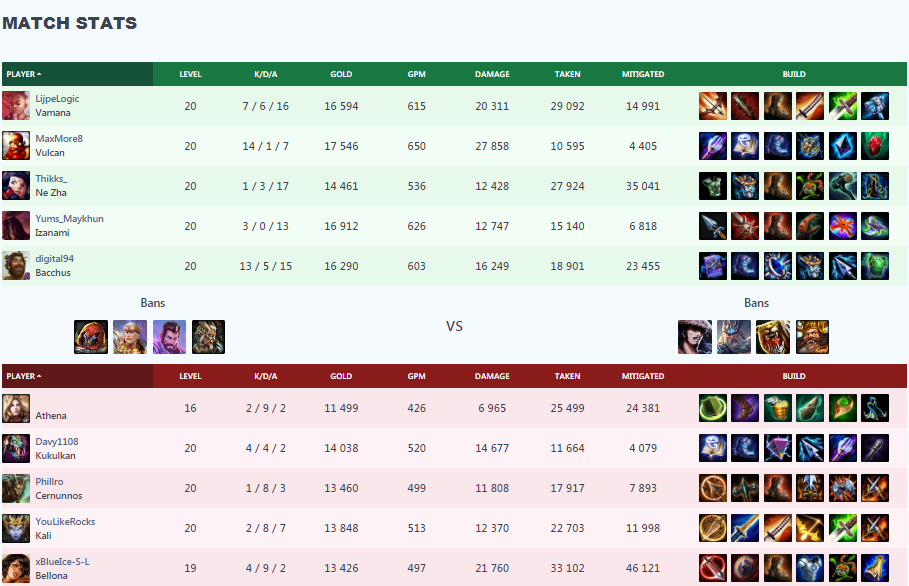 MATCH STATS
PLAYER LEVEL K/D/A GOLD GPM DAMAGE TAKEN MITIGATED BUILD
LijpeLogic
Vamana 20 7 / 6 / 16 16 594 615 20 311 29 092 14 991
MaxMore8
Vulcan 20 14 / 1 / 7 17 546 650 27 858 10 595 4 405
Thikks_
Ne Zha 20 1 / 3 / 17 14 461 536 12 428 27 924 35 041
Yums_Maykhun
Izanami 20 3 / 0 / 13 16 912 626 12 747 15 140 6 818
digital94
Bacchus 20 13 / 5 / 15 16 290 603 16 249 18 901 23 455
Bans Bans
VS
PLAYER LEVEL K/D/A GOLD GPM DAMAGE TAKEN MITIGATED BUILD
Athena 16 2 / 9 / 2 11 499 426 6 965 25 499 24 381
Davy1108
Kukulkan 20 4 / 4 / 2 14 038 520 14 677 11 664 4 079
Phillro
Cernunnos 20 1 / 8 / 3 13 460 499 11 808 17 917 7 893
YouLikeRocks
Kali 20 2 / 8 / 7 13 848 513 12 370 22 703 11 998
xBlueIce-S-L
Bellona 19 4 / 9 / 2 13 426 497 21 760 33 102 46 121